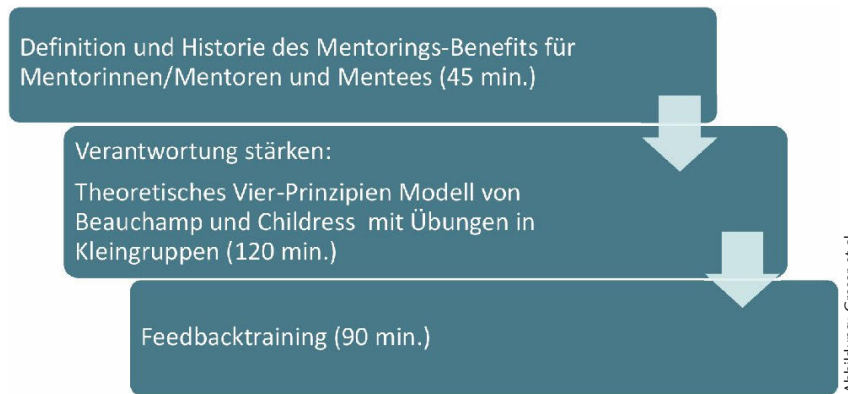 Definition und Historie des Mentorings-Benefits für
Mentorinnen/Mentoren und Mentees (45 min.)
Verantwortung stärken:
Theoretisches Vier-Prinzipien Modell von
Beauchamp und Childress mit Übungen in
Kleingruppen (120 min.)
Feedbacktraining (90 min.)